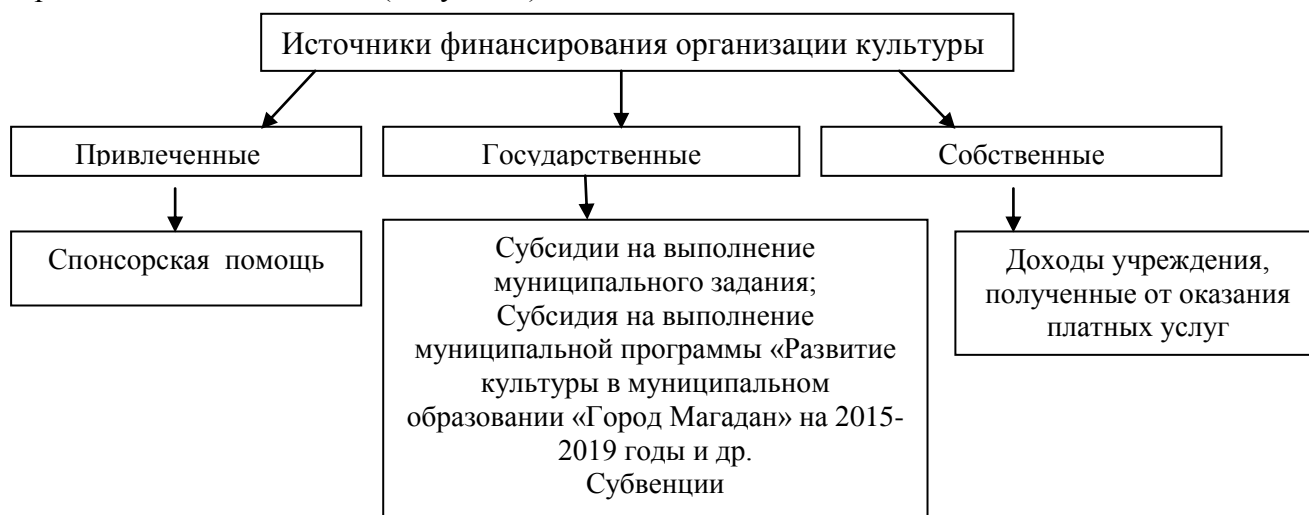 Источники финансирования организации культуры
Привлеченные
Государственные
Собственные
Спонсорская помощь
Субсидии на выполнение
муниципального задания;
Субсидия на выполнение
муниципальной программы «Развитие
культуры в муниципальном
образовании «Город Магадан» на 2015-
2019 годы и др.
Субвенции
Доходы учреждения,
полученные от оказания
платных услуг